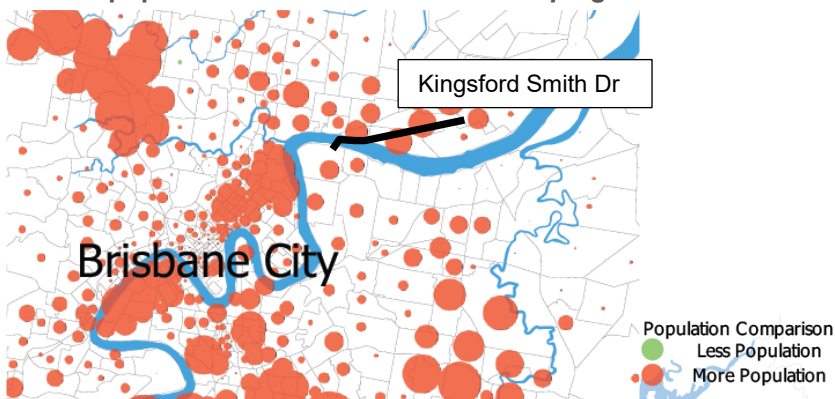 Kingsford Smith Dr
Brisbane City
Population Comparison
Less Population
More Population